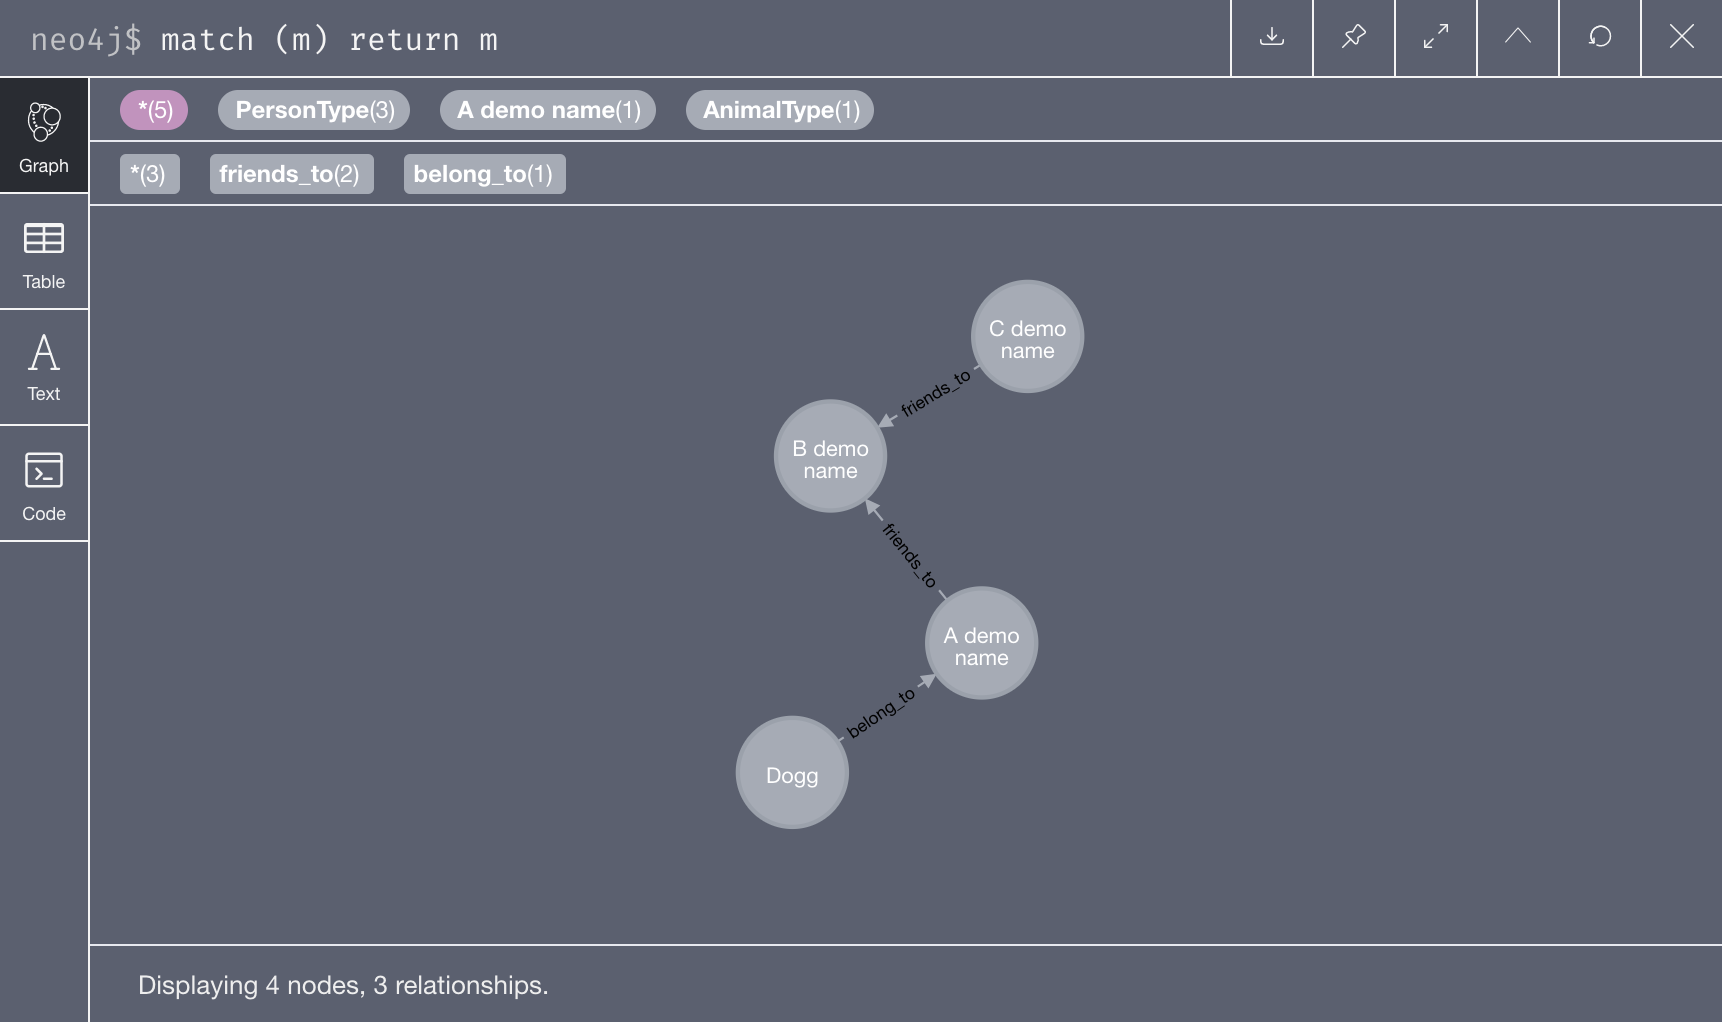 neo4j$ match (m) return m
*(5) PersonType(3) A demo name(1) AnimalType(1)
*(3) friends_to(2) belong_to(1)
Graph
Table
Text
Code
C demo
name
friends_to
B demo
name
friends_to
A demo
name
belong_to
Dogg
Displaying 4 nodes, 3 relationships.